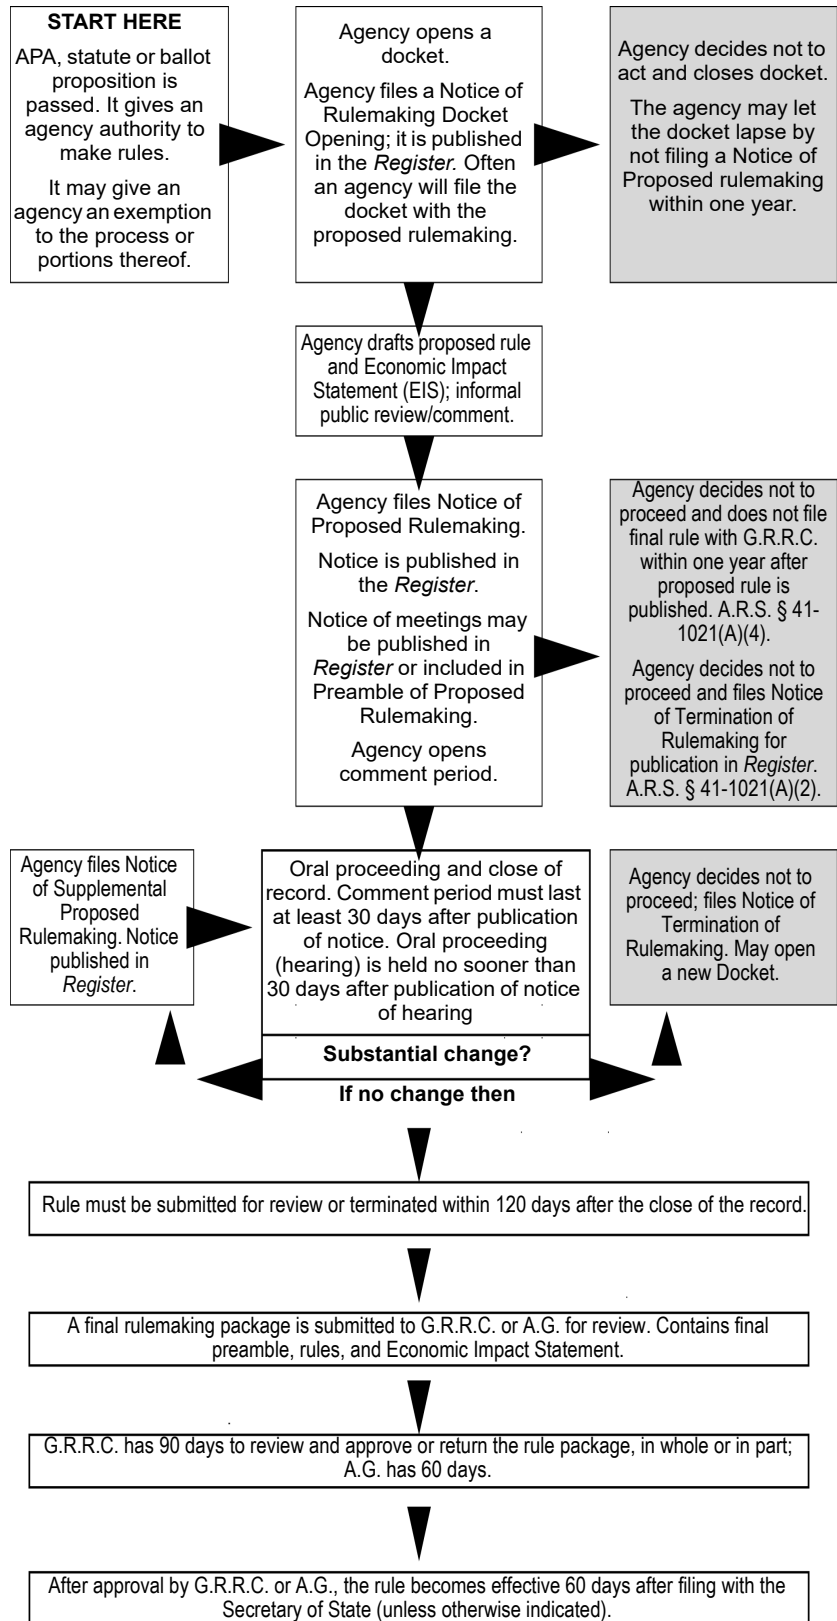 START HERE
APA, statute or ballot
proposition is
passed. It gives an
agency authority to
make rules.
It may give an
agency an exemption
to the process or
portions thereof.
Agency opens a
docket.
Agency files a Notice of
Rulemaking Docket
Opening; it is published
in the Register. Often
an agency will file the
docket with the
proposed rulemaking.
Agency decides not to
act and closes docket.
The agency may let
the docket lapse by
not filing a Notice of
Proposed rulemaking
within one year.
Agency drafts proposed rule
and Economic Impact
Statement (EIS); informal
public review/comment.
Agency files Notice of
Proposed Rulemaking.
Notice is published in
the Register.
Notice of meetings may
be published in
Register or included in
Preamble of Proposed
Rulemaking.
Agency opens
comment period.
Agency decides not to
proceed and does not file
final rule with G.R.R.C.
within one year after
proposed rule is
published. A.R.S. § 41-
1021(A)(4).
Agency decides not to
proceed and files Notice
of Termination of
Rulemaking for
publication in Register.
A.R.S. § 41-1021(A)(2).
Agency files Notice
of Supplemental
Proposed
Rulemaking. Notice
published in
Register.
Oral proceeding and close of
record. Comment period must last
at least 30 days after publication
of notice. Oral proceeding
(hearing) is held no sooner than
30 days after publication of notice
of hearing
Agency decides not to
proceed; files Notice of
Termination of
Rulemaking. May open
a new Docket.
Substantial change?
If no change then
Rule must be submitted for review or terminated within 120 days after the close of the record.
A final rulemaking package is submitted to G.R.R.C. or A.G. for review. Contains final
preamble, rules, and Economic Impact Statement.
G.R.R.C. has 90 days to review and approve or return the rule package, in whole or in part;
A.G. has 60 days.
After approval by G.R.R.C. or A.G., the rule becomes effective 60 days after filing with the
Secretary of State (unless otherwise indicated).